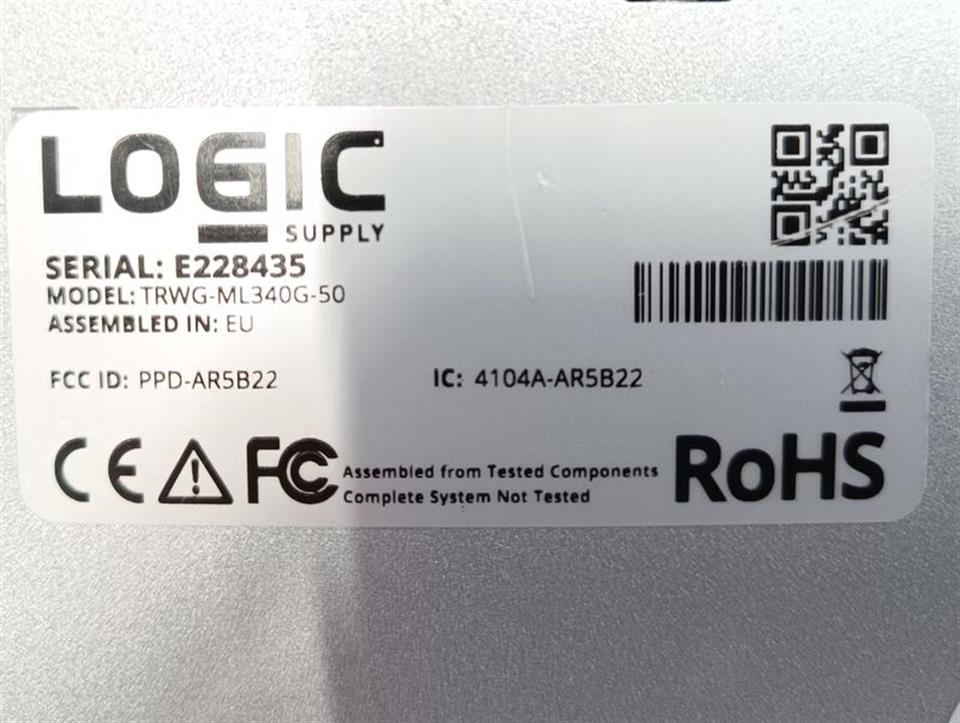 LOGIC
SUPPLY
SERIAL: E228435
MODEL: TRWG-ML340G-50
ASSEMBLED IN: EU
FCC ID: PPD-AR5B22
IC: 4104A-AR5B22
CE
FC
Assembled from Tested Components
Complete System Not Tested
RoHS